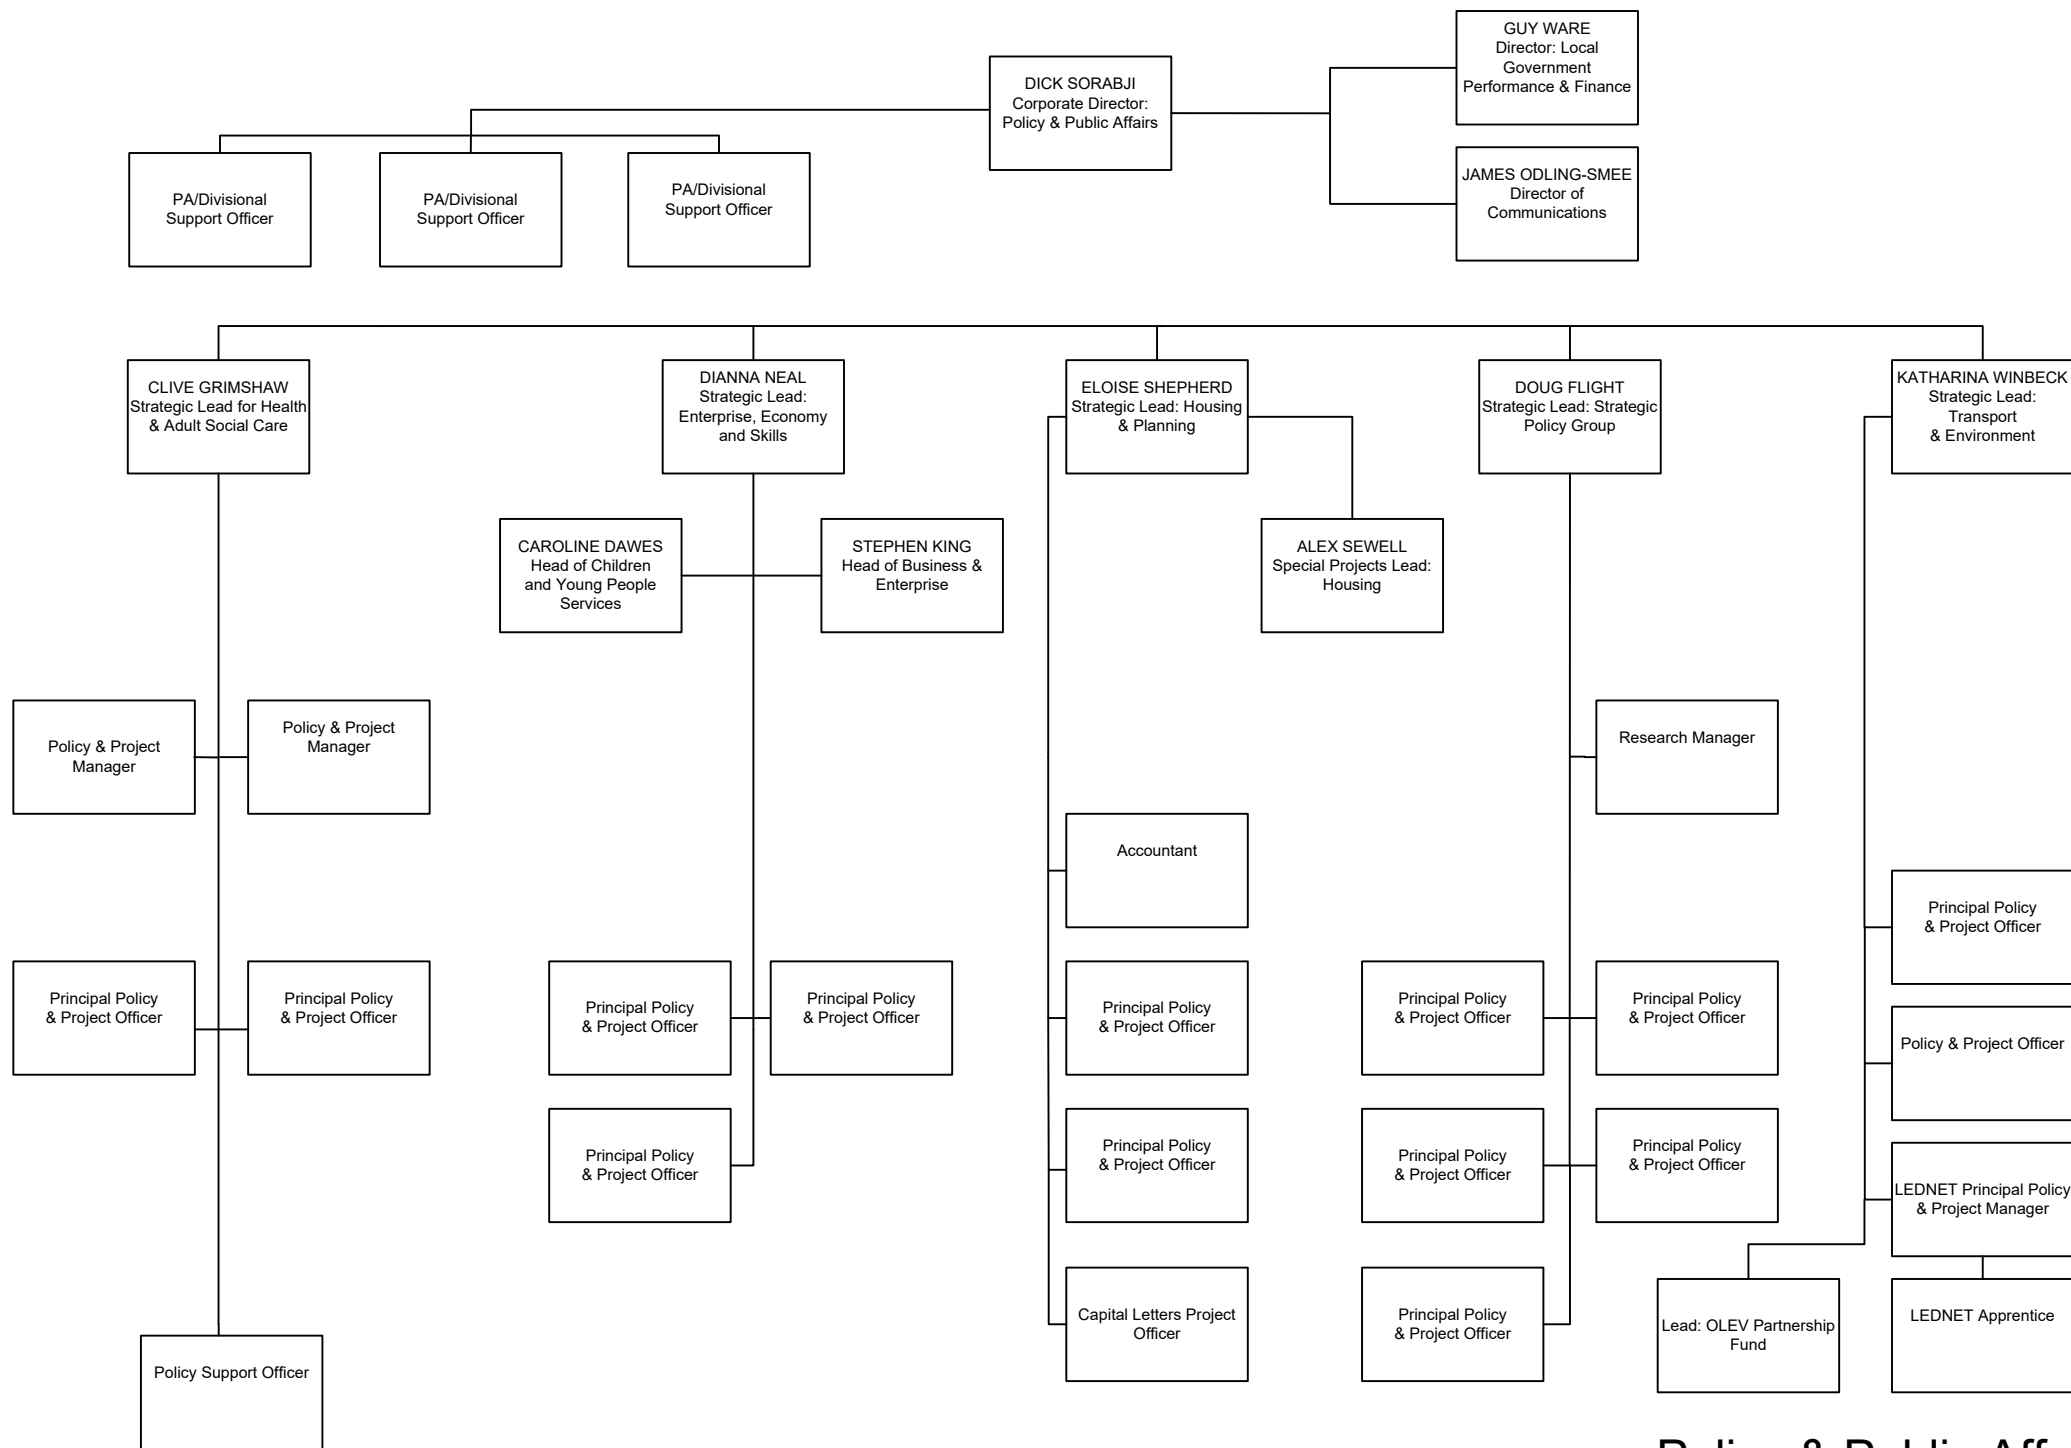 GUY WARE
Director: Local
Government
Performance & Finance
DICK SORABJI
Corporate Director:
Policy & Public Affairs
JAMES ODLING-SMEE
Director of
Communications
PA/Divisional
Support Officer
PA/Divisional
Support Officer
PA/Divisional
Support Officer
CLIVE GRIMSHAW
Strategic Lead for Health
& Adult Social Care
DIANNA NEAL
Strategic Lead:
Enterprise, Economy
and Skills
ELOISE SHEPHERD
Strategic Lead: Housing
& Planning
DOUG FLIGHT
Strategic Lead: Strategic
Policy Group
KATHARINA WINBECK
Strategic Lead:
Transport
& Environment
CAROLINE DAWES
Head of Children
and Young People
Services
STEPHEN KING
Head of Business &
Enterprise
ALEX SEWELL
Special Projects Lead:
Housing
Policy & Project
Manager
Policy & Project
Manager
Research Manager
Accountant
Principal Policy
& Project Officer
Principal Policy
& Project Officer
Principal Policy
& Project Officer
Principal Policy
& Project Officer
Principal Policy
& Project Officer
Principal Policy
& Project Officer
Principal Policy
& Project Officer
Principal Policy
& Project Officer
Policy & Project Officer
Principal Policy
& Project Officer
Principal Policy
& Project Officer
Principal Policy
& Project Officer
Principal Policy
& Project Officer
LEDNET Principal Policy
& Project Manager
Capital Letters Project
Officer
Principal Policy
& Project Officer
Lead: OLEV Partnership
Fund
LEDNET Apprentice
Policy Support Officer
Policy & Public Aff